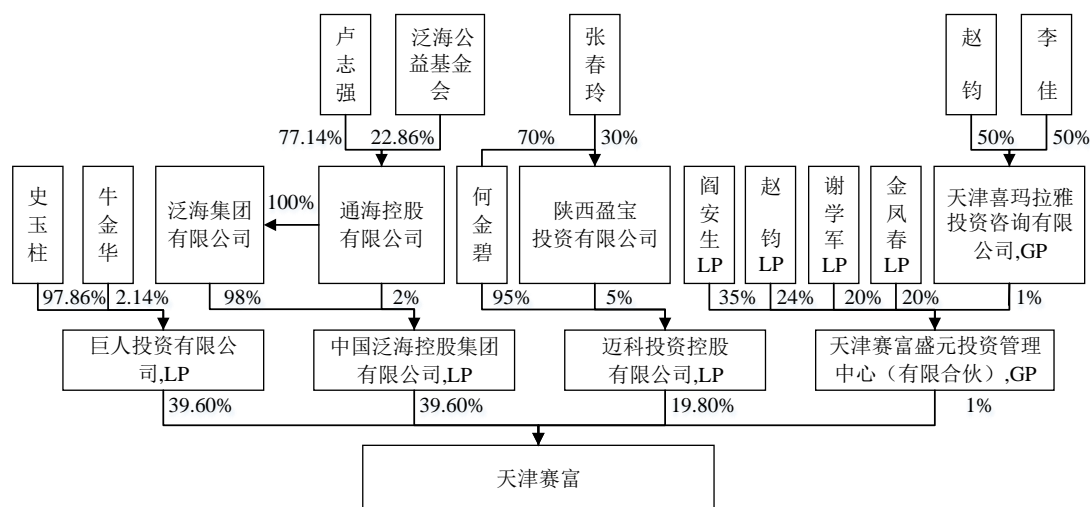 卢志强
泛海公益基金会
张春玲
赵 钧
李 佳
77.14%
22.86%
70%
30%
50%
50%
史玉柱
牛金华
泛海集团
有限公司
100%
通海控股
有限公司
何金碧
陕西盈宝
投资有限公司
阎安生LP
赵 钧LP
谢学军LP
金凤春LP
天津喜玛拉雅
投资咨询有限
公司,GP
97.86%
2.14%
98%
2%
95%
5%
35%
24%
20%
20%
1%
巨人投资有限公
司,LP
中国泛海控股集团
有限公司,LP
迈科投资控股
有限公司,LP
天津赛富盛元投资管理
中心（有限合伙）,GP
39.60%
39.60%
19.80%
1%
天津赛富